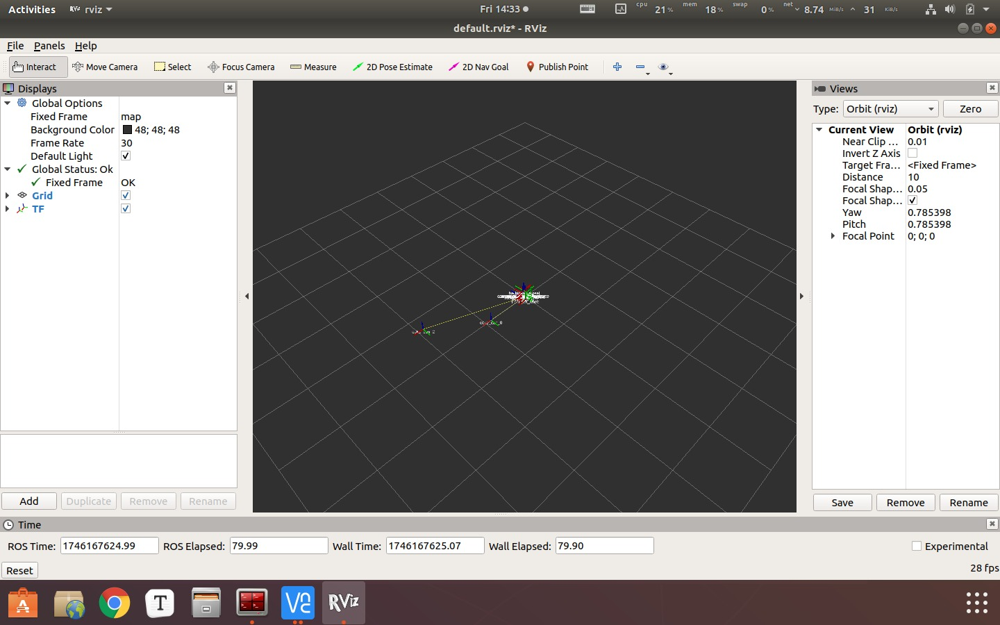 Activities RViz rviz Fri 14:33 cpu 21% mem 18% swap 0% net 8.74 MiB/s 31 KiB/s
default.rviz* - RViz
File Panels Help
Interact Move Camera Select Focus Camera Measure 2D Pose Estimate 2D Nav Goal Publish Point
Displays
Global Options
Fixed Frame map
Background Color 48; 48; 48
Frame Rate 30
Default Light
Global Status: Ok
Fixed Frame OK
Grid
TF
Add Duplicate Remove Rename
Views
Type: Orbit (rviz) Zero
Current View Orbit (rviz)
Near Clip ... 0.01
Invert Z Axis
Target Fra... <Fixed Frame>
Distance 10
Focal Shap... 0.05
Focal Shap...
Yaw 0.785398
Pitch 0.785398
Focal Point 0; 0; 0
Save Remove Rename
Time
ROS Time: 1746167624.99 ROS Elapsed: 79.99 Wall Time: 1746167625.07 Wall Elapsed: 79.90 Experimental
Reset 28 fps
A T VNC RViz